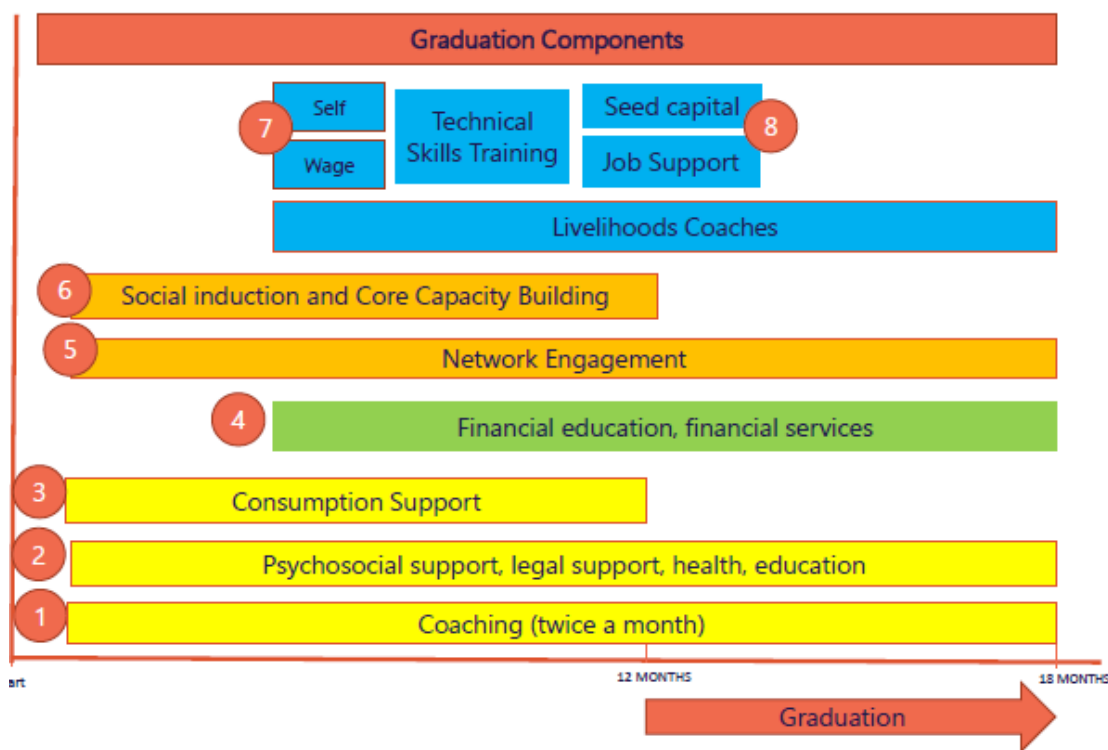 Graduation Components
7
Self
Wage
Technical
Skills Training
Seed capital
Job Support
8
Livelihoods Coaches
6
Social induction and Core Capacity Building
5
Network Engagement
4
Financial education, financial services
3
Consumption Support
2
Psychosocial support, legal support, health, education
1
Coaching (twice a month)
art
12 MONTHS
18 MONTHS
Graduation